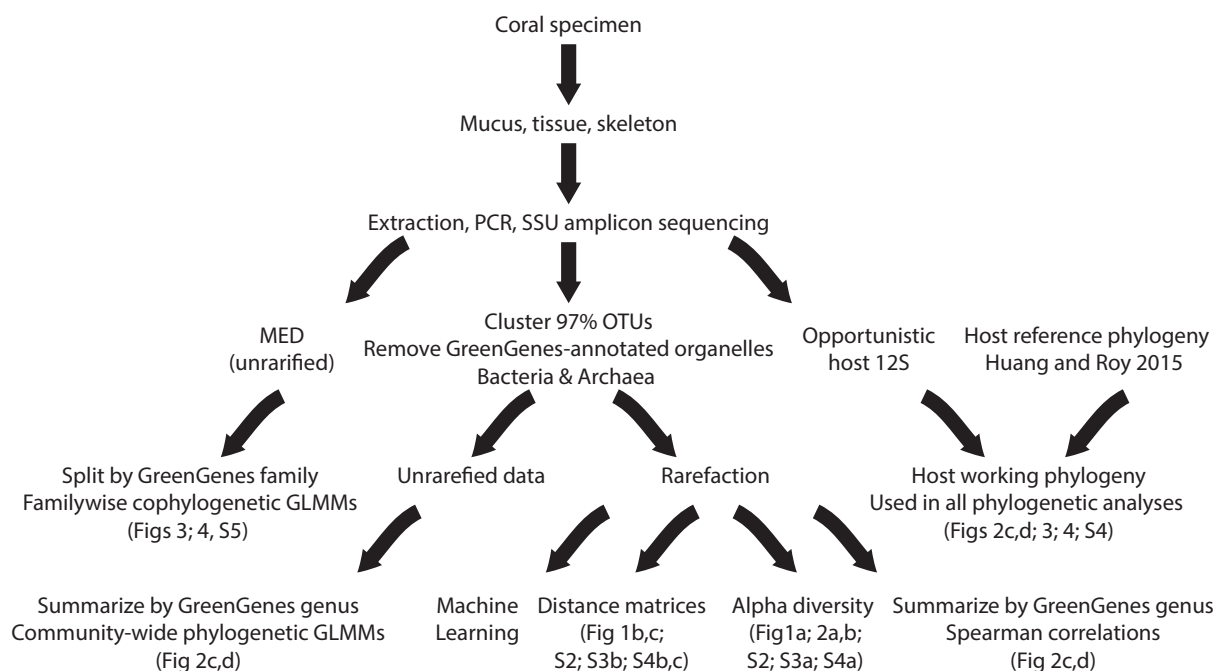 Coral specimen
Mucus, tissue, skeleton
Extraction, PCR, SSU amplicon sequencing
MED
(unrarified)
Cluster 97% OTUs
Remove GreenGenes-annotated organelles
Bacteria & Archaea
Opportunistic
host 12S
Host reference phylogeny
Huang and Roy 2015
Split by GreenGenes family
Familywise cophylogenetic GLMMs
(Figs 3; 4, S5)
Unrarefied data
Rarefaction
Host working phylogeny
Used in all phylogenetic analyses
(Figs 2c,d; 3; 4; S4)
Summarize by GreenGenes genus
Community-wide phylogenetic GLMMs
(Fig 2c,d)
Machine
Learning
Distance matrices
(Fig 1b,c;
S2; S3b; S4b,c)
Alpha diversity
(Fig1a; 2a,b;
S2; S3a; S4a)
Summarize by GreenGenes genus
Spearman correlations
(Fig 2c,d)